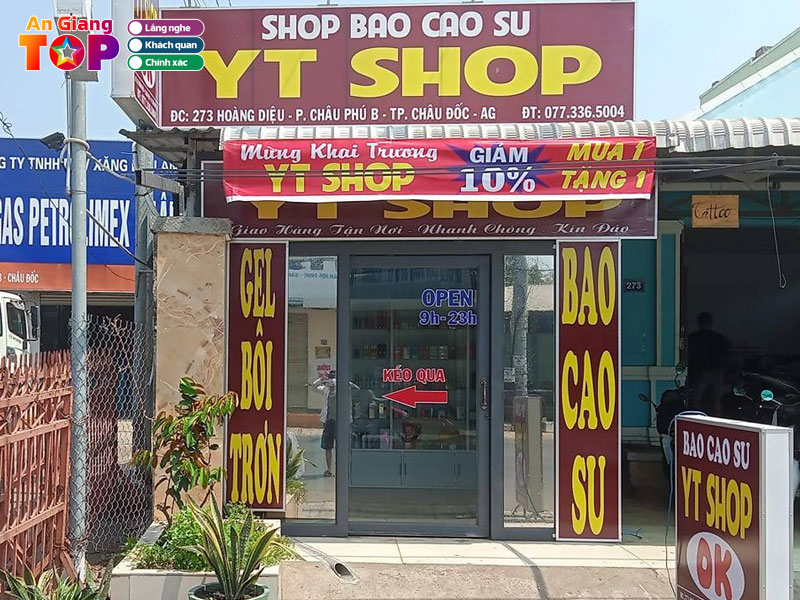 An Giang
TOP
Lắng nghe
Khách quan
Chính xác
SHOP BAO CAO SU
YT SHOP
ĐC: 273 HOÀNG DIỆU - P. CHÂU PHÚ B - TP. CHÂU ĐỐC - AG ĐT: 077.336.5004
Mừng Khai Trương
YT SHOP
GIẢM
10%
MUA 1
TẶNG 1
YT SHOP
Giao Hàng Tận Nơi - Nhanh Chóng - Kín Đáo
GAS PETROLIMEX
CHÂU ĐỐC
GEL
BÔI
TRƠN
OPEN
9h-23h
KÉO QUA
BAO
CAO
SU
Tattoo
273
BAO CAO SU
YT SHOP
OK